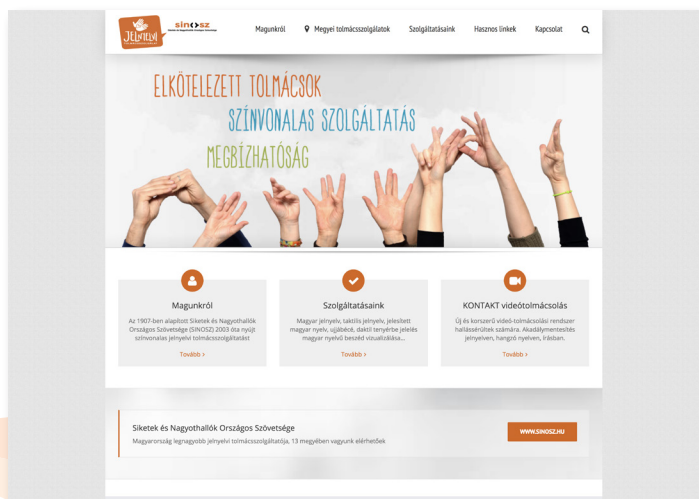 JELNYELVI
sin<>sz
Magunkról
Megyei tolmácsszolgálatok
Szolgáltatásaink
Hasznos linkek
Kapcsolat
ELKÖTELEZETT TOLMÁCSOK
SZÍNVONALAS SZOLGÁLTATÁS
MEGBÍZHATÓSÁG
Magunkról
Az 1907-ben alapított Siketek és Nagyothallók
Országos Szövetsége (SINOSZ) 2003 óta nyújt
színvonalas jelnyelvi tolmácsszolgáltatást
Tovább ›
Szolgáltatásaink
Magyar jelnyelv, taktilis jelnyelv, jelesített
magyar nyelv, ujjábécé, daktil tenyérbe jelelés
magyar nyelvű beszéd vizualizálása...
Tovább ›
KONTAKT videótolmácsolás
Új és korszerű videó-tolmácsolási rendszer
hallássérültek számára. Akadálymentesítés
jelnyelven, hangzó nyelven, írásban.
Tovább ›
Siketek és Nagyothallók Országos Szövetsége
Magyarország legnagyobb jelnyelvi tolmácsszolgáltatója, 13 megyében vagyunk elérhetőek
WWW.SINOSZ.HU